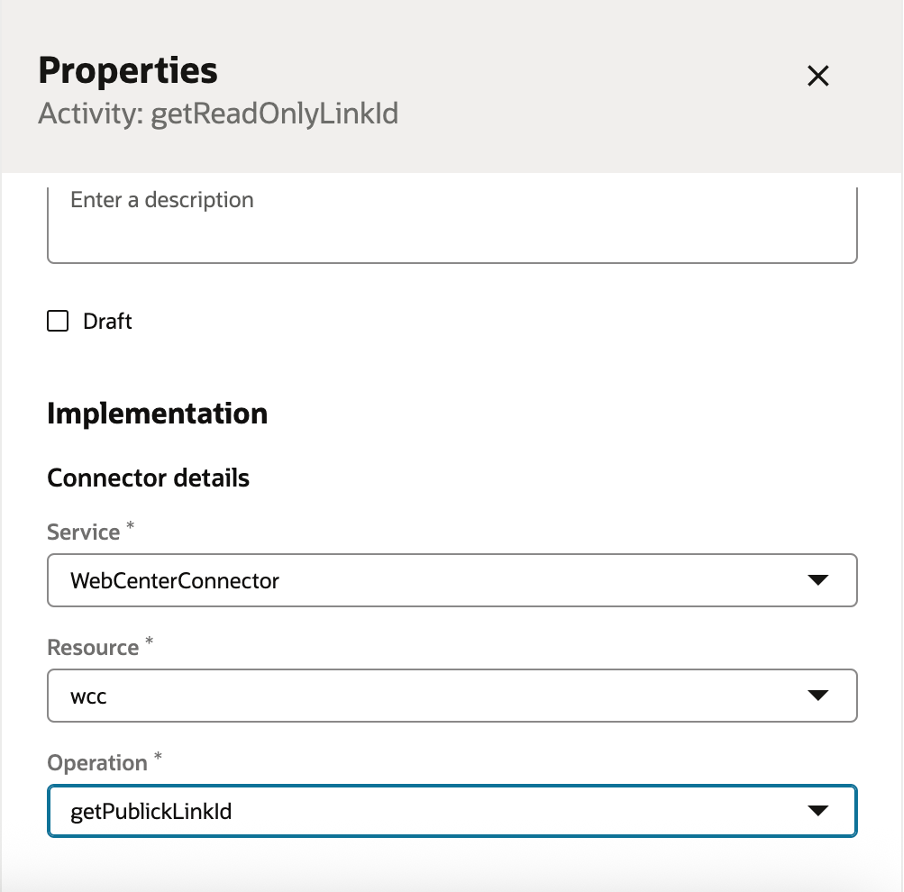 Properties
Activity: getReadOnlyLinkId
Enter a description
Draft
Implementation
Connector details
Service *
WebCenterConnector
Resource *
wcc
Operation *
getPublickLinkId